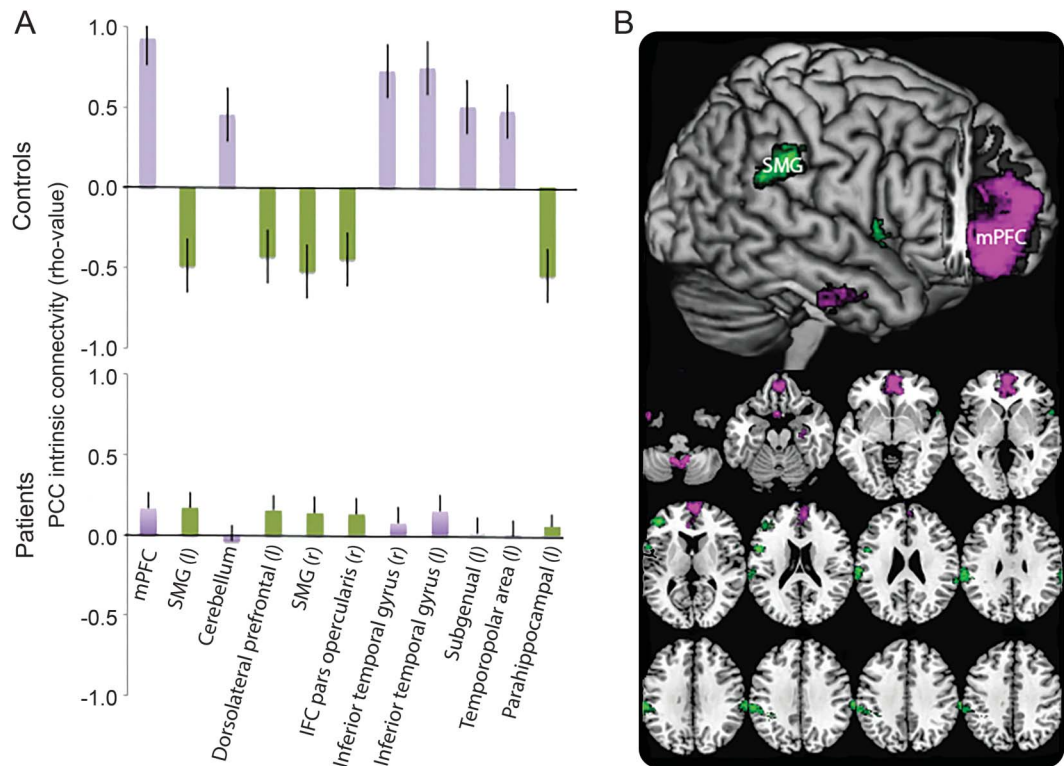 A
B
Controls
Patients
PCC intrinsic connectvity (rho-value)
1.0
0.5
0.0
-0.5
-1.0
1.0
0.5
0.0
-0.5
-1.0
mPFC
SMG (l)
Cerebellum
Dorsolateral prefrontal (l)
SMG (r)
IFC pars opercularis (r)
Inferior temporal gyrus (r)
Inferior temporal gyrus (l)
Subgenual (l)
Temporopolar area (l)
Parahippocampal (l)
SMG
mPFC